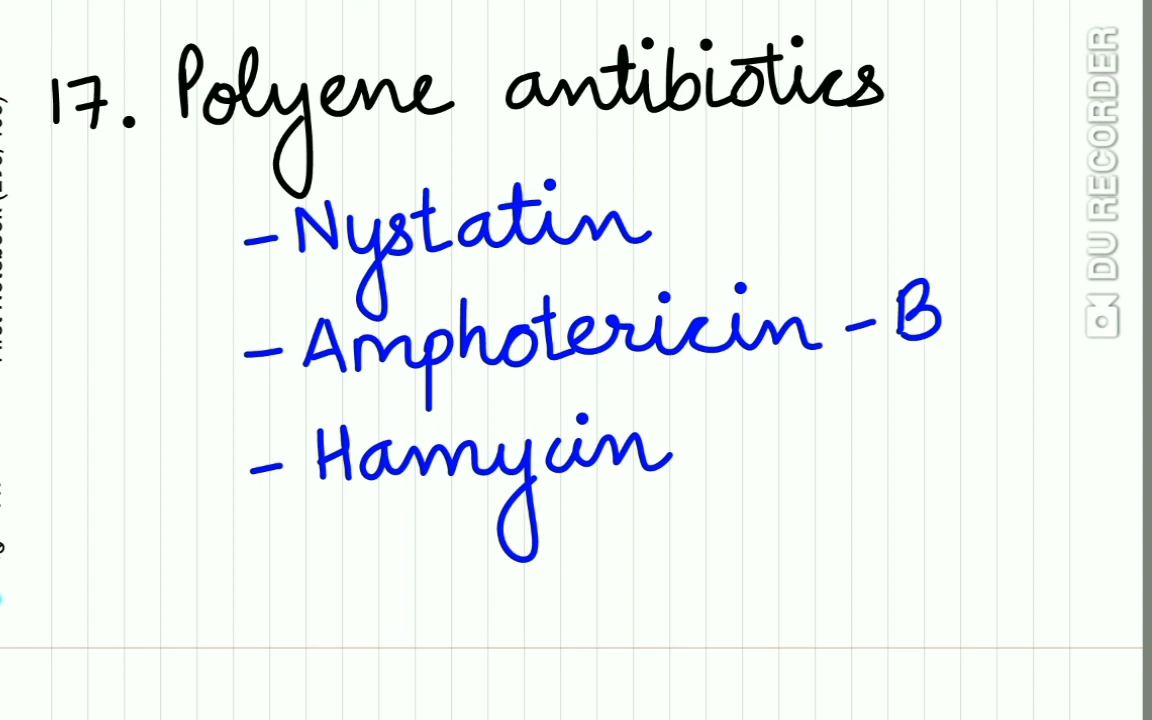 17. Polyene antibiotics
- Nystatin
- Amphotericin - B
- Hamycin
DU RECORDER